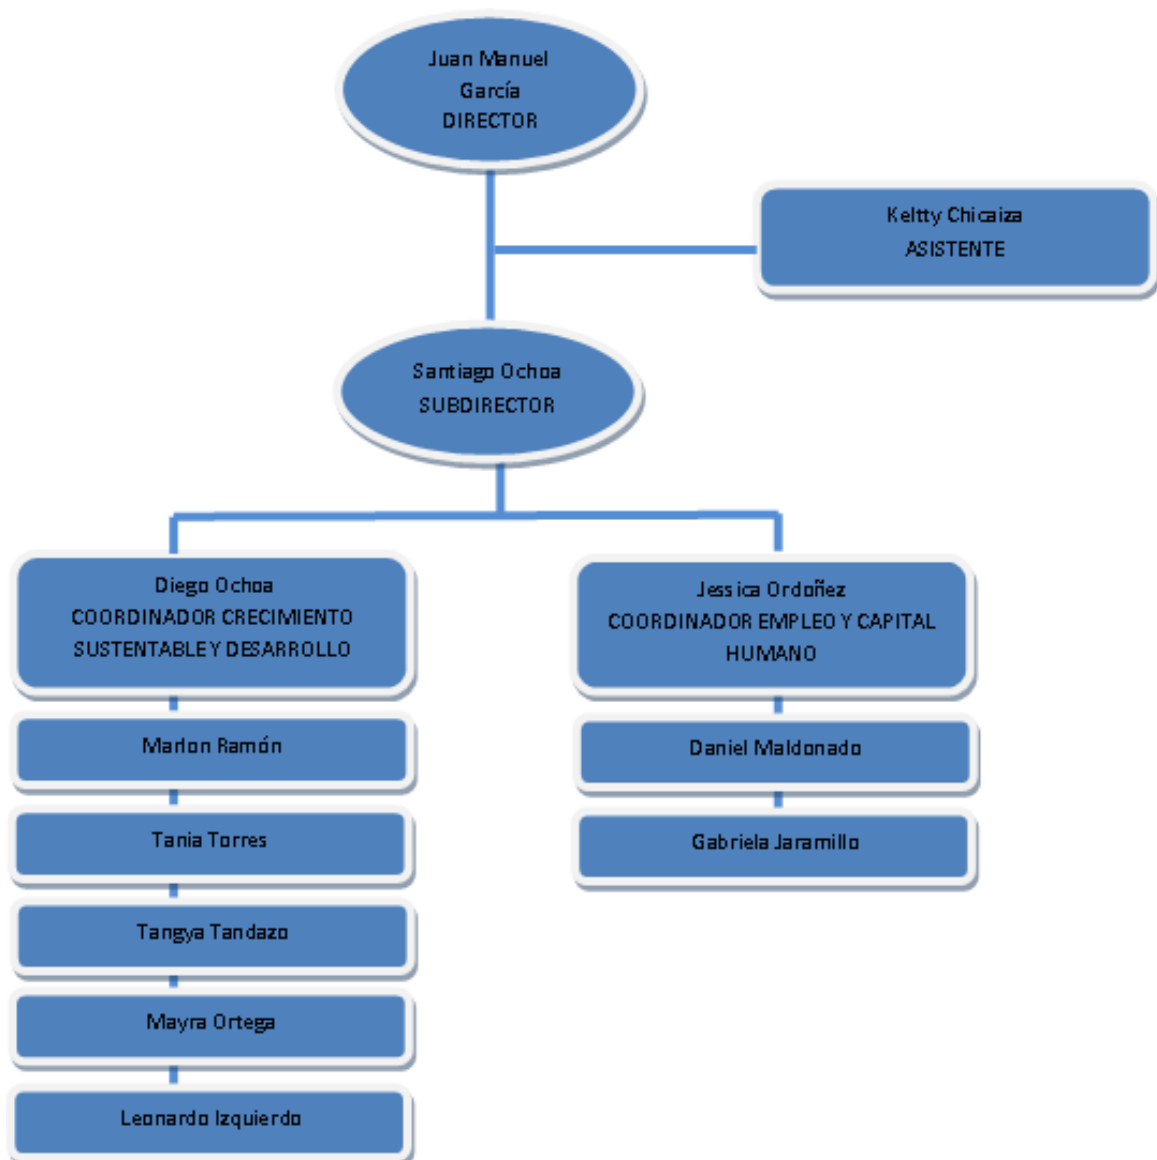 Juan Manuel
García
DIRECTOR
Keltty Chicaiza
ASISTENTE
Santiago Ochoa
SUBDIRECTOR
Diego Ochoa
COORDINADOR CRECIMIENTO
SUSTENTABLE Y DESARROLLO
Jessica Ordoñez
COORDINADOR EMPLEO Y CAPITAL
HUMANO
Marlon Ramón
Tania Torres
Tangya Tandazo
Mayra Ortega
Leonardo Izquierdo
Daniel Maldonado
Gabriela Jaramillo